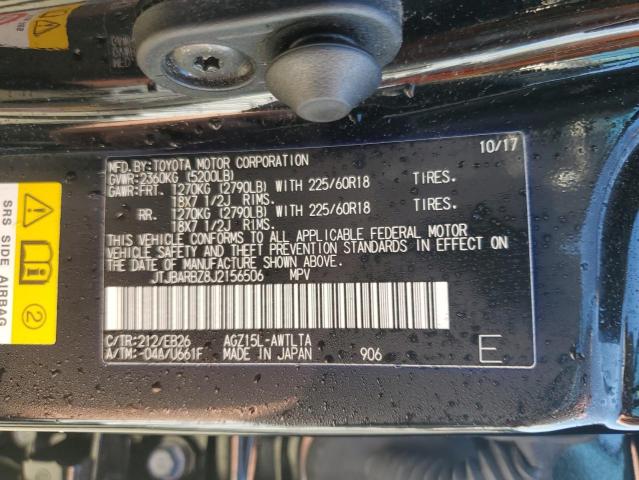 MFD.BY:TOYOTA MOTOR CORPORATION 10/17
GVWR:2360KG (5200LB)
GAWR:FRT. 1270KG (2790LB) WITH 225/60R18 TIRES.
18X7 1/2J RIMS.
RR. 1270KG (2790LB) WITH 225/60R18 TIRES.
18X7 1/2J RIMS.
THIS VEHICLE CONFORMS TO ALL APPLICABLE FEDERAL MOTOR
VEHICLE SAFETY AND THEFT PREVENTION STANDARDS IN EFFECT ON
THE DATE OF MANUFACTURE SHOWN ABOVE.
JTJBARBZ8J2156506 MPV
C/TR:212/EB26 AGZ15L-AWTLTA
A/TM:-04A/U661F MADE IN JAPAN 906 E
SRS SIDE AIRBAG
2